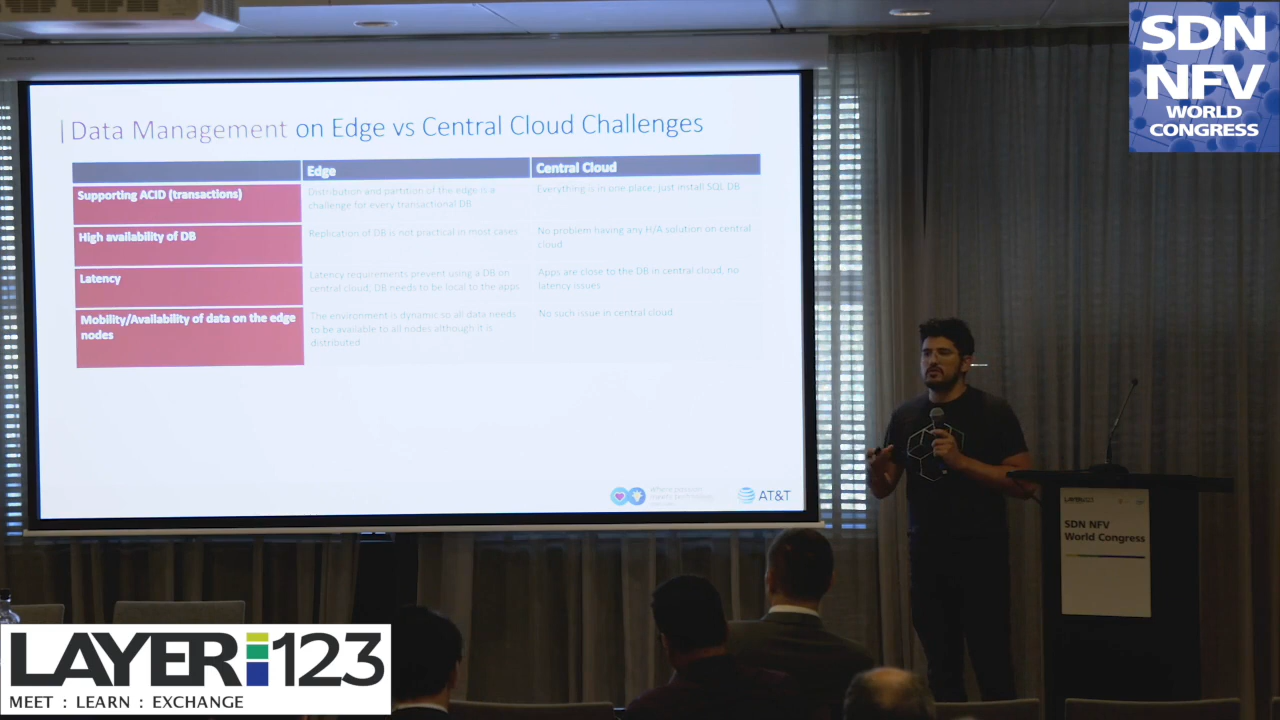 SDN
NFV
WORLD
CONGRESS
|Data Management on Edge vs Central Cloud Challenges
Edge
Central Cloud
Supporting ACID (transactions)
Distribution and partition of the edge is a
challenge for every transactional DB
Everything is in one place, just install SQL DB
High availability of DB
Replication of DB is not practical in most cases
No problem having any H/A solution on central
cloud
Latency
Latency requirements prevent using a DB on
central cloud, DB needs to be local to the apps
Apps are close to the DB in central cloud, no
latency issues
Mobility/Availability of data on the edge
nodes
The environment is dynamic so all data needs
to be available to all nodes although it is
distributed
No such issue in central cloud
AT&T
LAYER123
SDN NFV
World Congress
LAYER123
MEET : LEARN : EXCHANGE